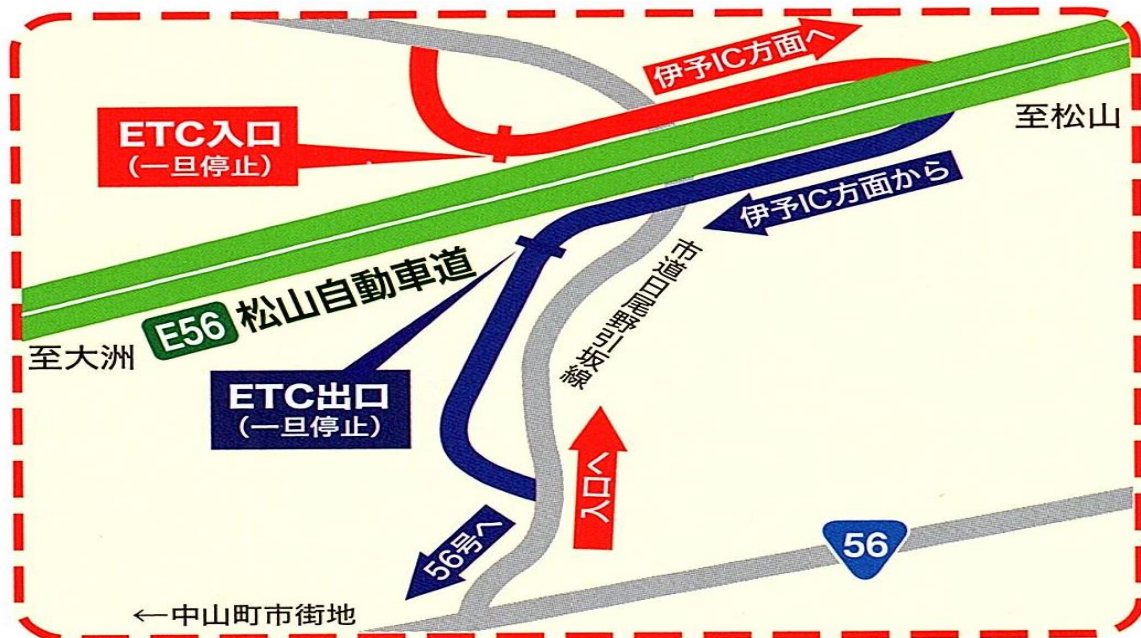 伊予IC方面へ
至松山
ETC入口
(一旦停止)
伊予IC方面から
市道日尾野引坂線
E56 松山自動車道
至大洲
ETC出口
(一旦停止)
入口へ
56号へ
56
←中山町市街地